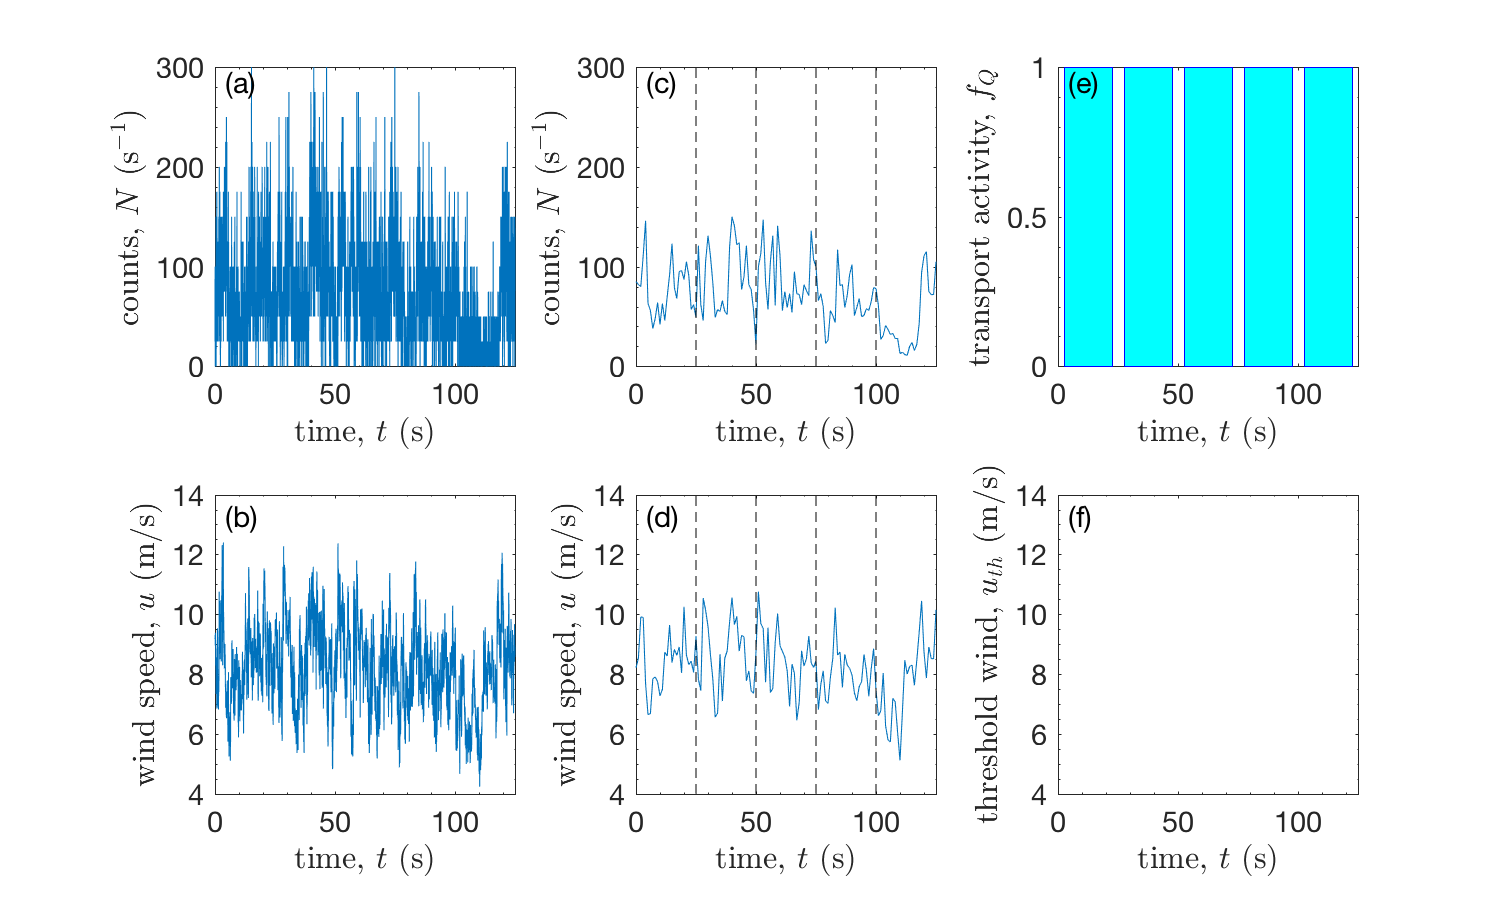 (a)
300
200
100
0
0 50 100
counts, N (s⁻¹)
time, t (s)
(c)
300
200
100
0
0 50 100
counts, N (s⁻¹)
time, t (s)
(e)
1
0.5
0
0 50 100
transport activity, f_Q
time, t (s)
(b)
14
12
10
8
6
4
0 50 100
wind speed, u (m/s)
time, t (s)
(d)
14
12
10
8
6
4
0 50 100
wind speed, u (m/s)
time, t (s)
(f)
14
12
10
8
6
4
0 50 100
threshold wind, u_th (m/s)
time, t (s)